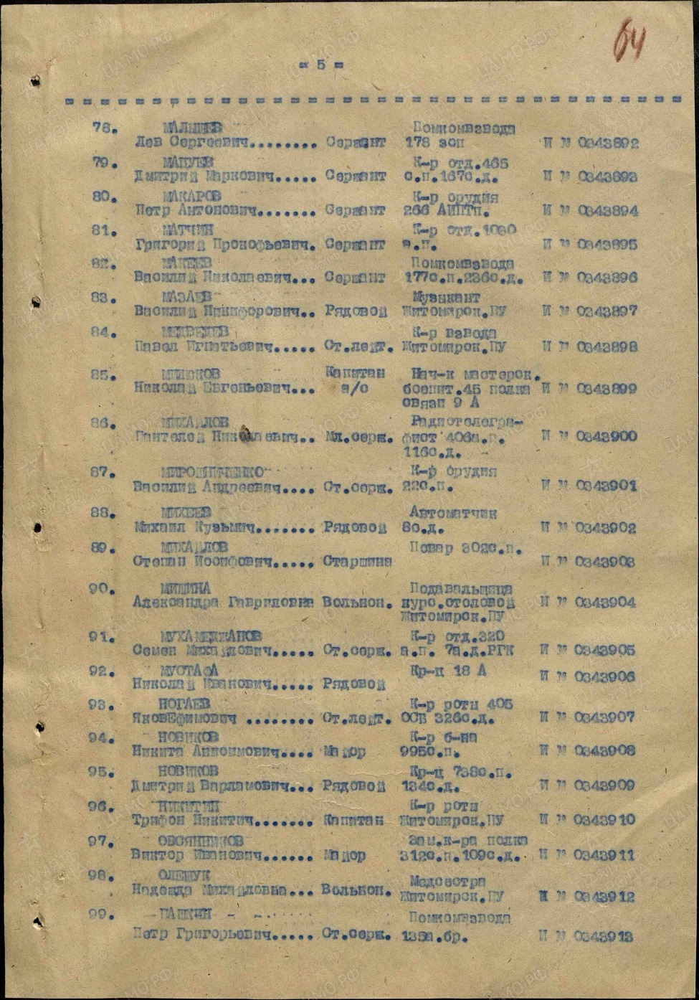 64
= 5 =
= = = = = = = = = = = = = = = = = = = = = = = = = = = = = = = = = = = =
78. МАЛЫШЕВ Помкомвзвода
Лев Сергеевич........ Сержант 178 зсп И № 0343892
79. МАЦУЕВ К-р отд.465
Дмитрий Маркович..... Сержант с.п.167с.д. И № 0343893
80. МАКАРОВ К-р орудия
Петр Антонович....... Сержант 266 АИПТп. И № 0343894
81. МАТЧИН К-р отд.1080
Григорий Прокофьевич. Сержант а.п. И № 0343895
82. МАКЕЕВ Помкомвзвода
Василий Николаевич... Сержант 177с.п.236с.д. И № 0343896
83. МАЗАЕВ Музыкант
Василий Никифорович.. Рядовой Житомирск.ПУ И № 0343897
84. МЕДВЕДЕВ К-р взвода
Павел Игнатьевич..... Ст.лейт. Житомирск.ПУ И № 0343898
85. МИЛЮКОВ Капитан Нач-к мастерск.
Николай Евгеньевич... а/с боепит.45 полка И № 0343899
связи 9 А
86. МИХАЙЛОВ Радиотелегра-
Пантелей Николаевич.. Мл.серж. фист 406а.п. И № 0343900
116с.д.
87. МИРОШНИЧЕНКО К-р орудия
Василий Андреевич.... Ст.серж. 22с.п. И № 0343901
88. МИХЕЕВ Автоматчик
Михаил Кузьмич....... Рядовой 8с.д. И № 0343902
89. МИХАЙЛОВ Повар 302с.п.
Степан Иосифович..... Старшина И № 0343903
90. МИШИНА Подавальщица
Александра Гавриловна Вольнон. курс.столовой И № 0343904
Житомирск.ПУ
91. МУХАМЕДЖАНОВ К-р отд.320
Семен Михайлович..... Ст.серж. а.п. 7а.д.РГК И № 0343905
92. МУСТАФА Кр-ц 18 А
Николай Иванович..... Рядовой И № 0343906
93. НОГАЕВ К-р роты 405
ЯковЕфимович ........ Ст.лейт. ОСБ 326с.д. И № 0343907
94. НОВИКОВ К-р б-на
Никита Анисимович.... Майор 995с.п. И № 0343908
95. НОВИКОВ Кр-ц 738с.п.
Дмитрий Варламович... Рядовой 134с.д. И № 0343909
96. НИКИТИН К-р роты
Трифон Никитич....... Капитан Житомирск.ПУ И № 0343910
97. ОВСЯННИКОВ Зам.к-ра полка
Виктор Иванович...... Майор 312с.п.109с.д. И № 0343911
98. ОЛЕЩУК Медсестра
Надежда Михайловна... Вольнон. Житомирск.ПУ И № 0343912
99. ПАШКИН Помкомвзвода
Петр Григорьевич..... Ст.серж. 135а.бр. И № 0343913